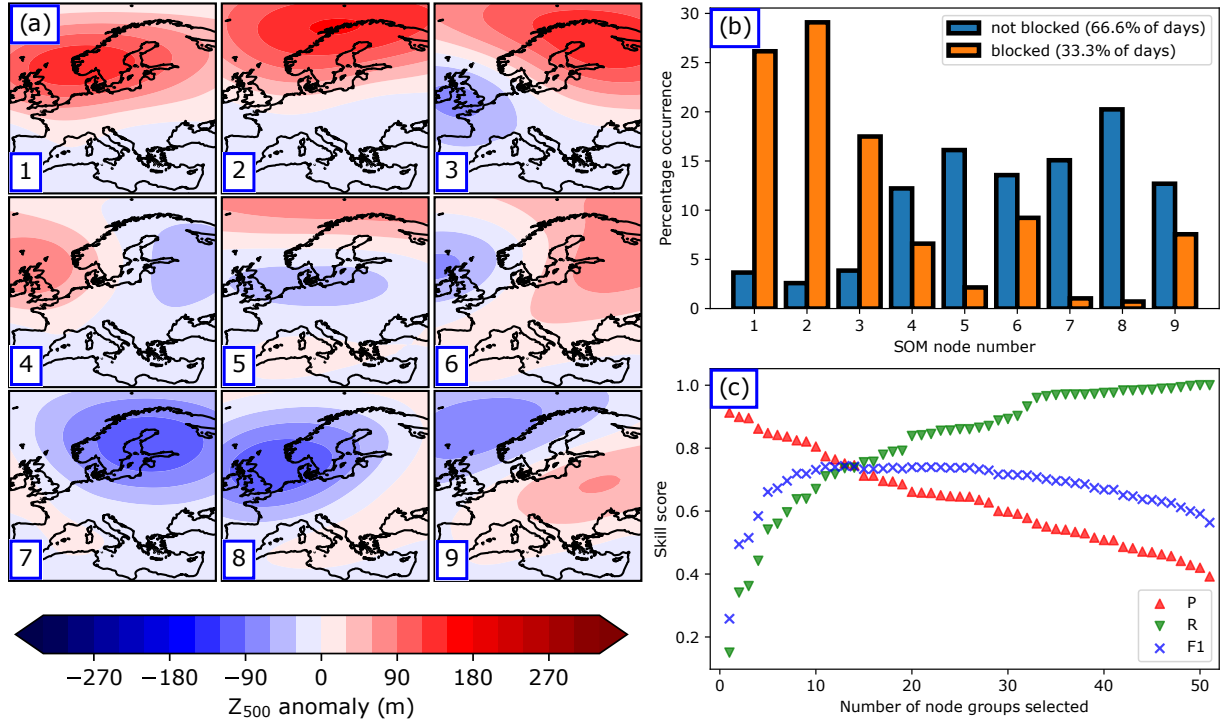 (a)
1
2
3
4
5
6
7
8
9
−270 −180 −90 0 90 180 270
Z500 anomaly (m)
(b)
not blocked (66.6% of days)
blocked (33.3% of days)
30
25
20
15
10
5
0
Percentage occurrence
1 2 3 4 5 6 7 8 9
SOM node number
(c)
1.0
0.8
0.6
0.4
0.2
Skill score
P
R
F1
0 10 20 30 40 50
Number of node groups selected